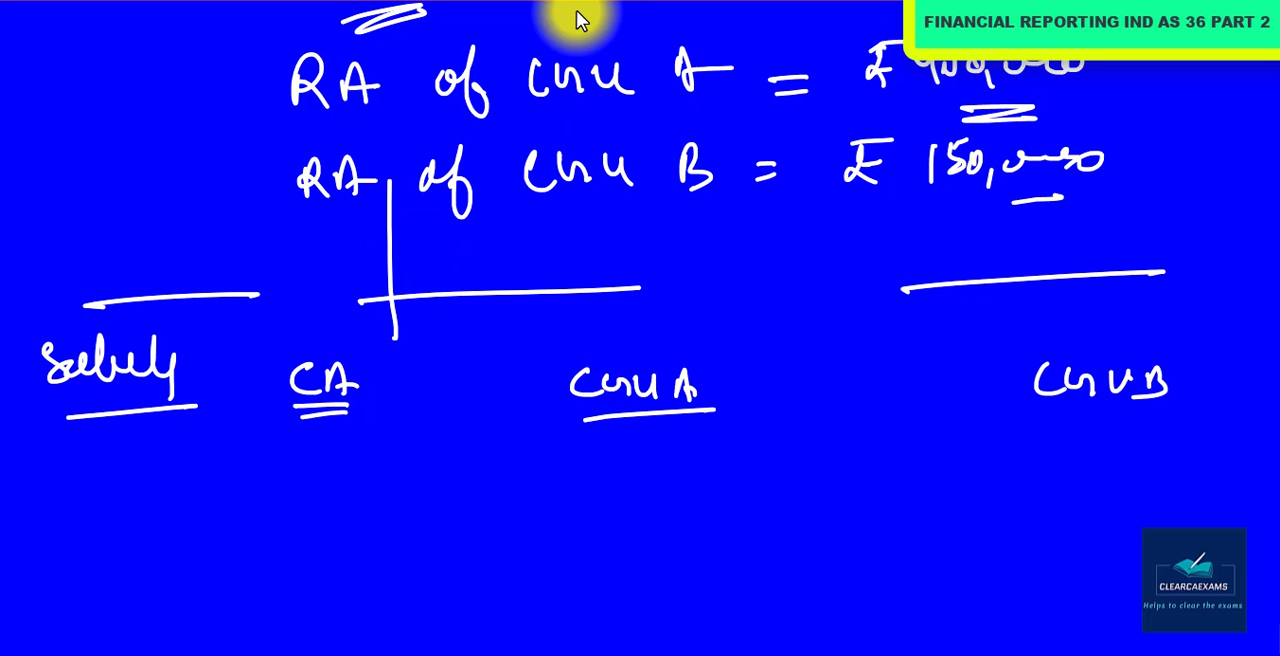 FINANCIAL REPORTING IND AS 36 PART 2
RA of CGU A = ₹
RA of CGU B = ₹ 150,000
CA CGU A CGU B
CLEARCAEXAMS
Helps to clear the exams